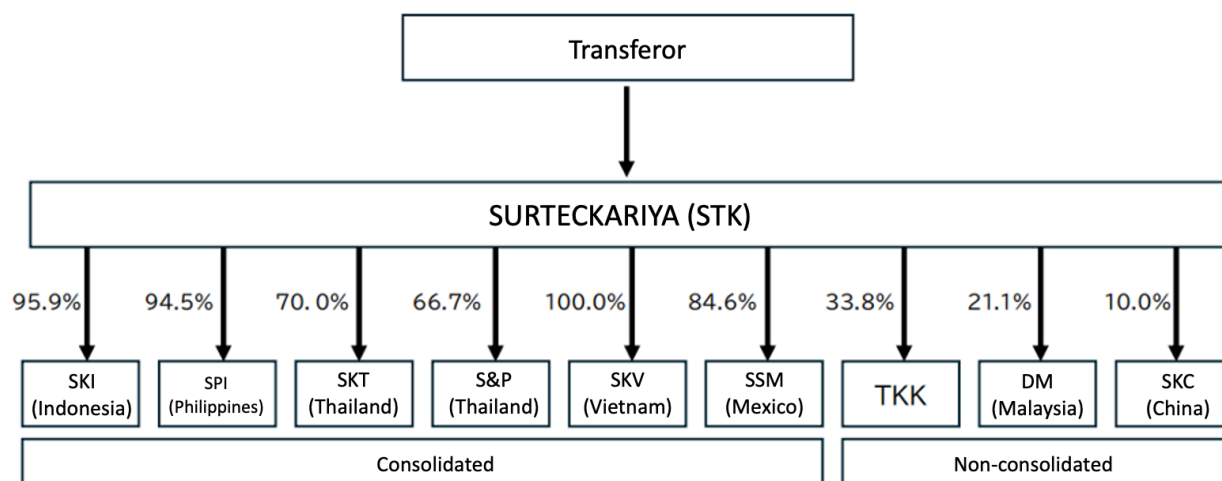 Transferor
SURTECKARIYA (STK)
95.9%
94.5%
70.0%
66.7%
100.0%
84.6%
33.8%
21.1%
10.0%
SKI
(Indonesia)
SPI
(Philippines)
SKT
(Thailand)
S&P
(Thailand)
SKV
(Vietnam)
SSM
(Mexico)
TKK
DM
(Malaysia)
SKC
(China)
Consolidated
Non-consolidated